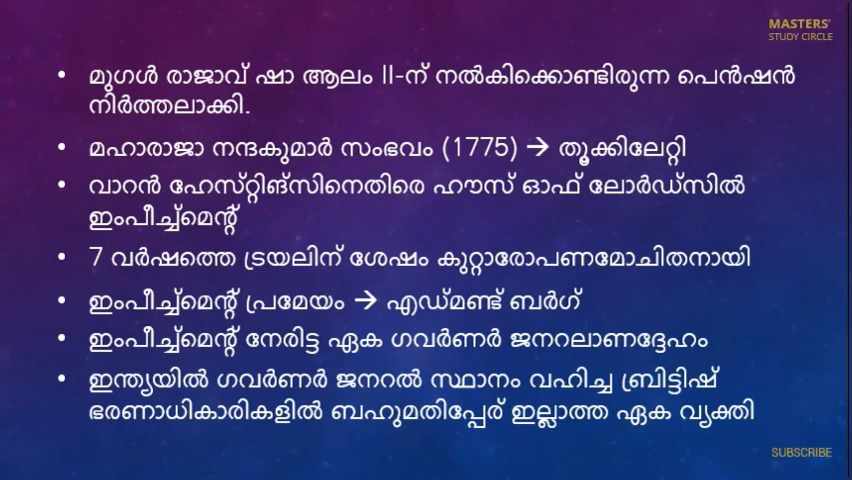 MASTERS'
STUDY CIRCLE
• മുഗൾ രാജാവ് ഷാ ആലം II-ന് നൽകിക്കൊണ്ടിരുന്ന പെൻഷൻ
നിർത്തലാക്കി.
• മഹാരാജാ നന്ദകുമാർ സംഭവം (1775) → തൂക്കിലേറ്റി
• വാറൻ ഹേസ്റ്റിങ്സിനെതിരെ ഹൗസ് ഓഫ് ലോർഡ്സിൽ
ഇംപീച്ച്മെന്റ്
• 7 വർഷത്തെ ട്രയലിന് ശേഷം കുറ്റാരോപണമോചിതനായി
• ഇംപീച്ച്മെന്റ് പ്രമേയം → എഡ്മണ്ട് ബർഗ്
• ഇംപീച്ച്മെന്റ് നേരിട്ട ഏക ഗവർണർ ജനറലാണദ്ദേഹം
• ഇന്ത്യയിൽ ഗവർണർ ജനറൽ സ്ഥാനം വഹിച്ച ബ്രിട്ടിഷ്
ഭരണാധികാരികളിൽ ബഹുമതിപ്പേര് ഇല്ലാത്ത ഏക വ്യക്തി
SUBSCRIBE